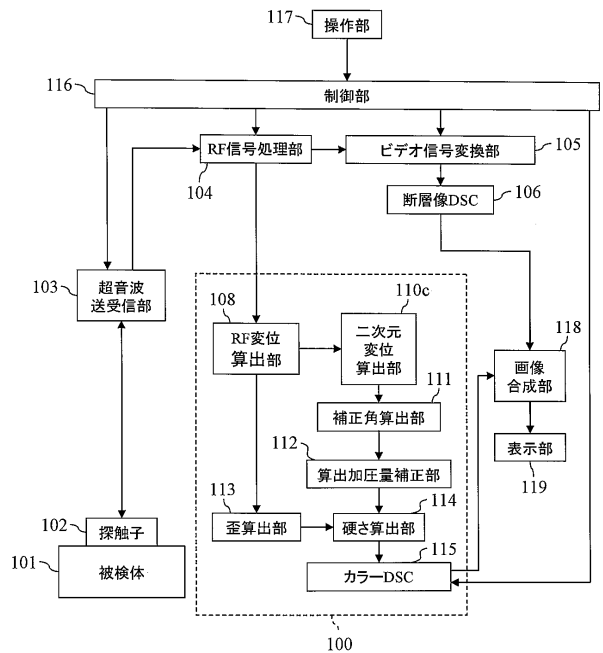 117
操作部
116
制御部
RF信号処理部
104
ビデオ信号変換部
105
断層像DSC
106
103
超音波
送受信部
108
RF変位
算出部
110c
二次元
変位
算出部
118
画像
合成部
111
補正角算出部
表示部
119
112
算出加圧量補正部
113
歪算出部
114
硬さ算出部
102
探触子
101
被検体
115
カラーDSC
100